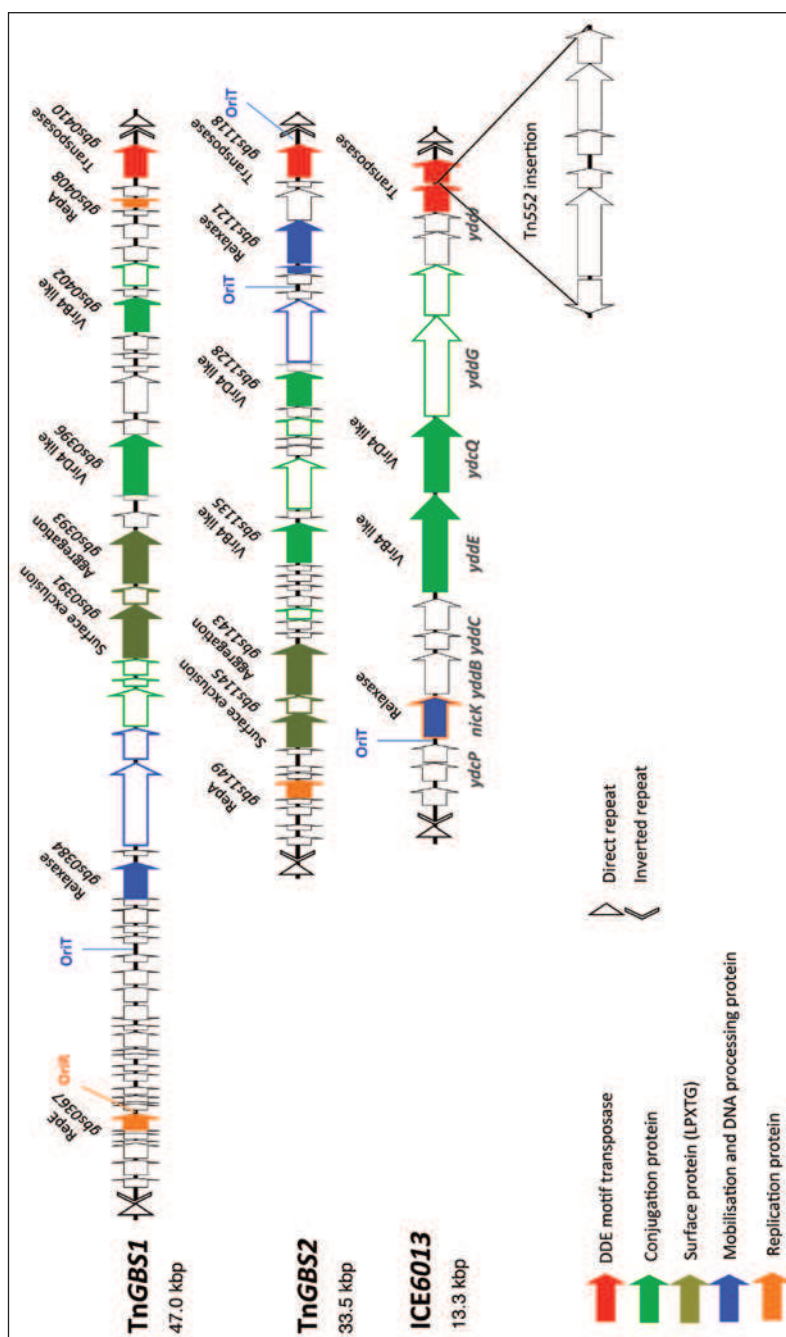 TnGBS1
47.0 kbp
RepE
gbs0367
OriR
OriT
Relaxase
gbs0384
Surface exclusion
gbs0391
Aggregation
gbs0393
VirD4 like
gbs0396
VirB4 like
gbs0402
RepA
gbs0408
Transposase
gbs0410
TnGBS2
33.5 kbp
RepA
gbs1149
Surface exclusion
gbs1145
Aggregation
gbs1143
VirB4 like
gbs1135
VirD4 like
gbs1128
OriT
Relaxase
gbs1121
Transposase
gbs1118
OriT
ICE6013
13.3 kbp
OriT
Relaxase
VirB4 like
VirD4 like
Transposase
ydcP nicK yddB yddC yddE ydcQ yddG
Tn552 insertion
DDE motif transposase
Conjugation protein
Surface protein (LPXTG)
Mobilisation and DNA processing protein
Replication protein
Direct repeat
Inverted repeat